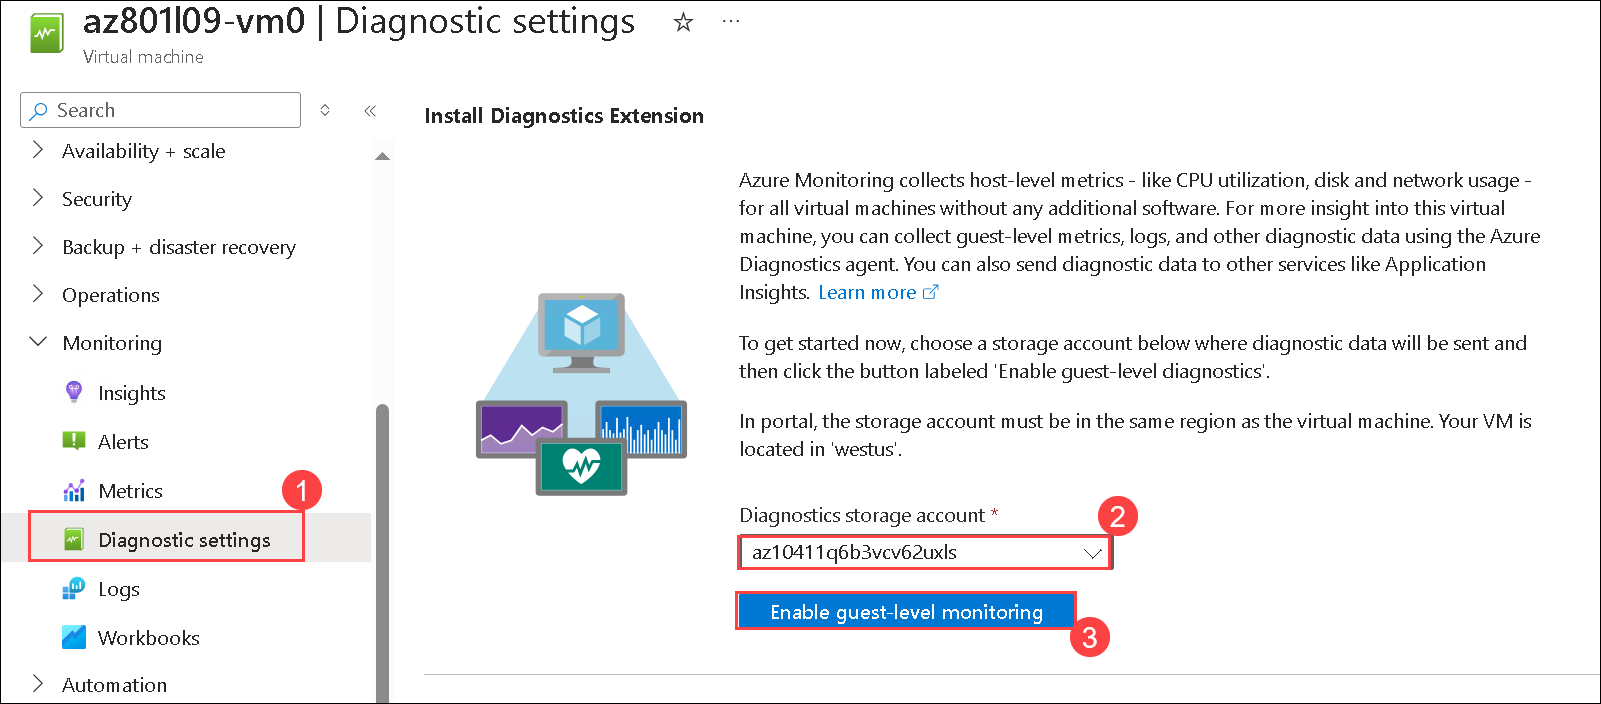 az801l09-vm0 | Diagnostic settings
Virtual machine
Search
Availability + scale
Security
Backup + disaster recovery
Operations
Monitoring
Insights
Alerts
Metrics
1
Diagnostic settings
Logs
Workbooks
Automation
Install Diagnostics Extension
Azure Monitoring collects host-level metrics - like CPU utilization, disk and network usage -
for all virtual machines without any additional software. For more insight into this virtual
machine, you can collect guest-level metrics, logs, and other diagnostic data using the Azure
Diagnostics agent. You can also send diagnostic data to other services like Application
Insights. Learn more
To get started now, choose a storage account below where diagnostic data will be sent and
then click the button labeled 'Enable guest-level diagnostics'.
In portal, the storage account must be in the same region as the virtual machine. Your VM is
located in 'westus'.
Diagnostics storage account *
2
az10411q6b3vcv62uxls
Enable guest-level monitoring
3